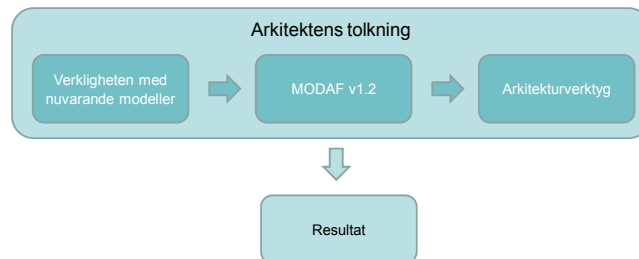 Arkitektens tolkning
Verkligheten med
nuvarande modeller
MODAF v1.2
Arkitekturverktyg
Resultat